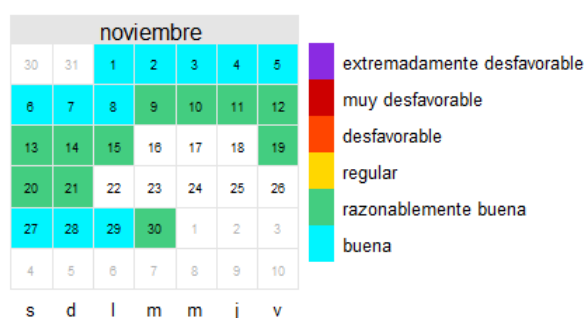 noviembre
30 31 1 2 3 4 5
6 7 8 9 10 11 12
13 14 15 16 17 18 19
20 21 22 23 24 25 26
27 28 29 30 1 2 3
4 5 6 7 8 9 10
s d l m m j v
extremadamente desfavorable
muy desfavorable
desfavorable
regular
razonablemente buena
buena